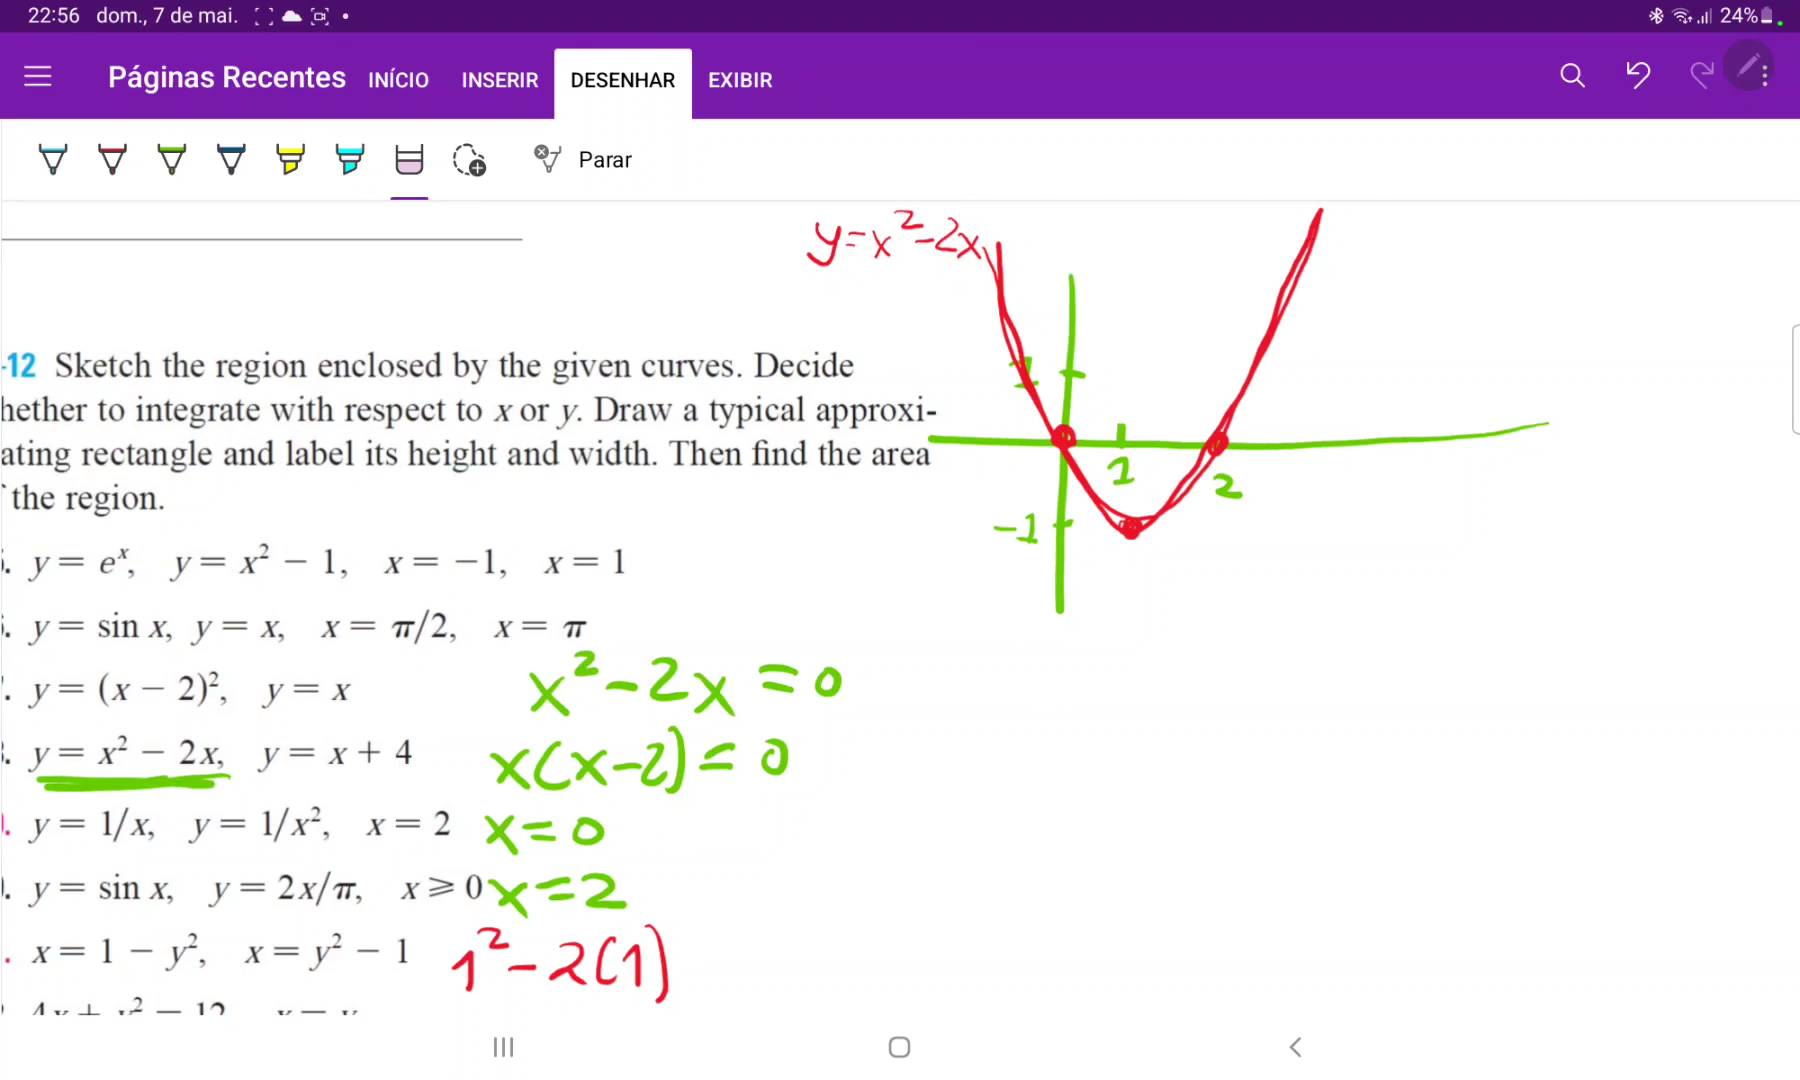 22:56 dom., 7 de mai. 24%
Páginas Recentes INÍCIO INSERIR DESENHAR EXIBIR
Parar
y=x²-2x
-12 Sketch the region enclosed by the given curves. Decide
hether to integrate with respect to x or y. Draw a typical approxi-
ating rectangle and label its height and width. Then find the area
the region.
1
1
2
-1
. y = eˣ, y = x² − 1, x = −1, x = 1
. y = sin x, y = x, x = π/2, x = π
. y = (x − 2)², y = x
. y = x² − 2x, y = x + 4
. y = 1/x, y = 1/x², x = 2
. y = sin x, y = 2x/π, x ⩾ 0
. x = 1 − y², x = y² − 1
x²-2x=0
x(x-2)=0
x=0
x=2
1²-2(1)